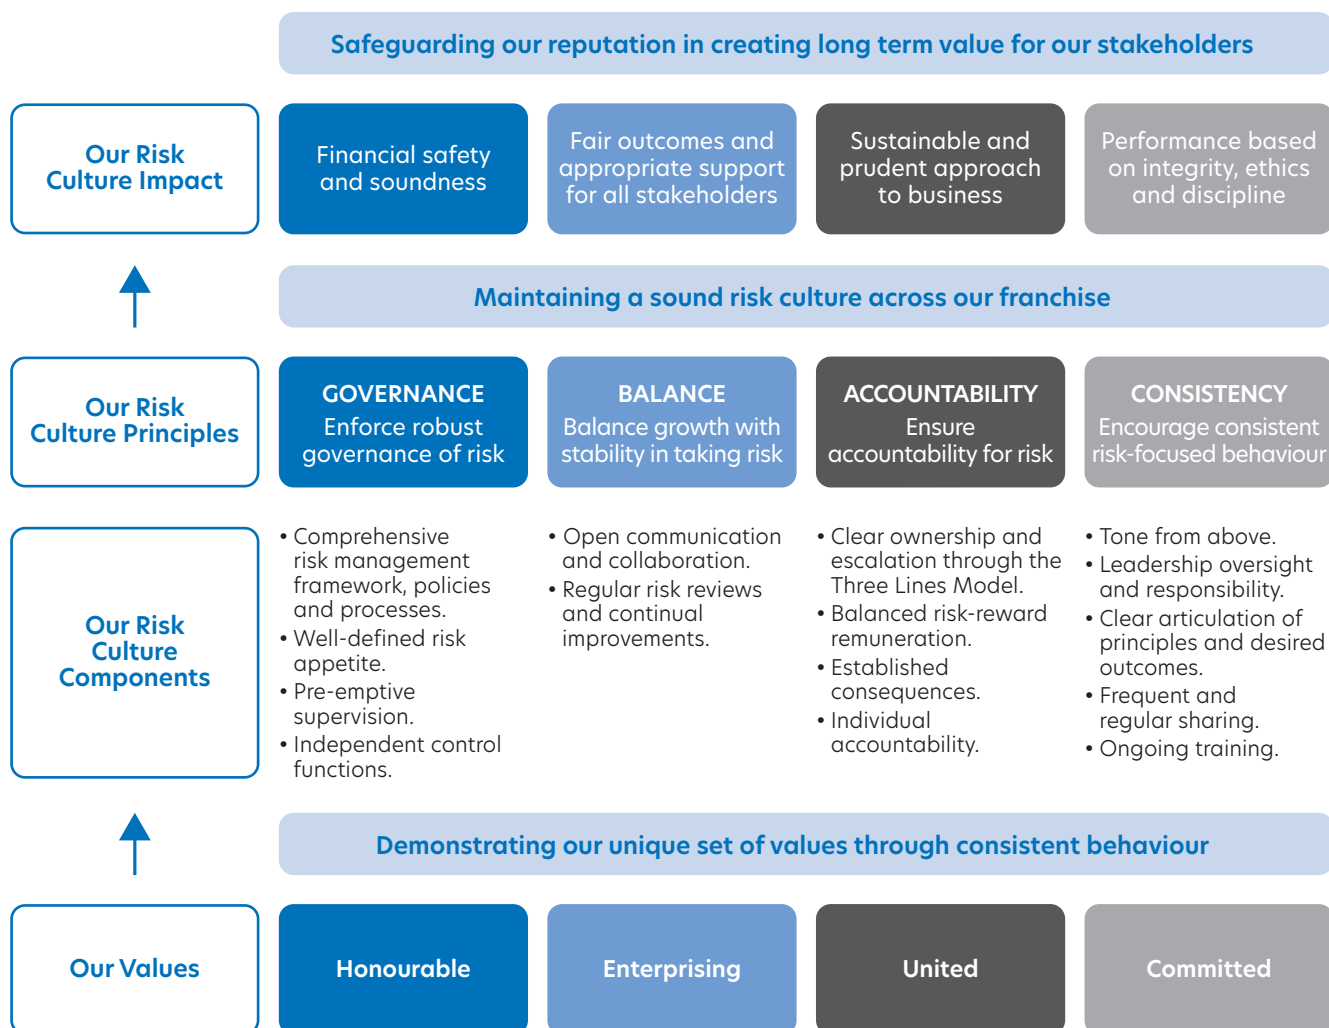 Safeguarding our reputation in creating long term value for our stakeholders
Our Risk
Culture Impact
Financial safety
and soundness
Fair outcomes and
appropriate support
for all stakeholders
Sustainable and
prudent approach
to business
Performance based
on integrity, ethics
and discipline
Maintaining a sound risk culture across our franchise
Our Risk
Culture Principles
GOVERNANCE
Enforce robust
governance of risk
BALANCE
Balance growth with
stability in taking risk
ACCOUNTABILITY
Ensure
accountability for risk
CONSISTENCY
Encourage consistent
risk-focused behaviour
Our Risk
Culture
Components
• Comprehensive
risk management
framework, policies
and processes.
• Well-defined risk
appetite.
• Pre-emptive
supervision.
• Independent control
functions.
• Open communication
and collaboration.
• Regular risk reviews
and continual
improvements.
• Clear ownership and
escalation through the
Three Lines Model.
• Balanced risk-reward
remuneration.
• Established
consequences.
• Individual
accountability.
• Tone from above.
• Leadership oversight
and responsibility.
• Clear articulation of
principles and desired
outcomes.
• Frequent and
regular sharing.
• Ongoing training.
Demonstrating our unique set of values through consistent behaviour
Our Values
Honourable
Enterprising
United
Committed